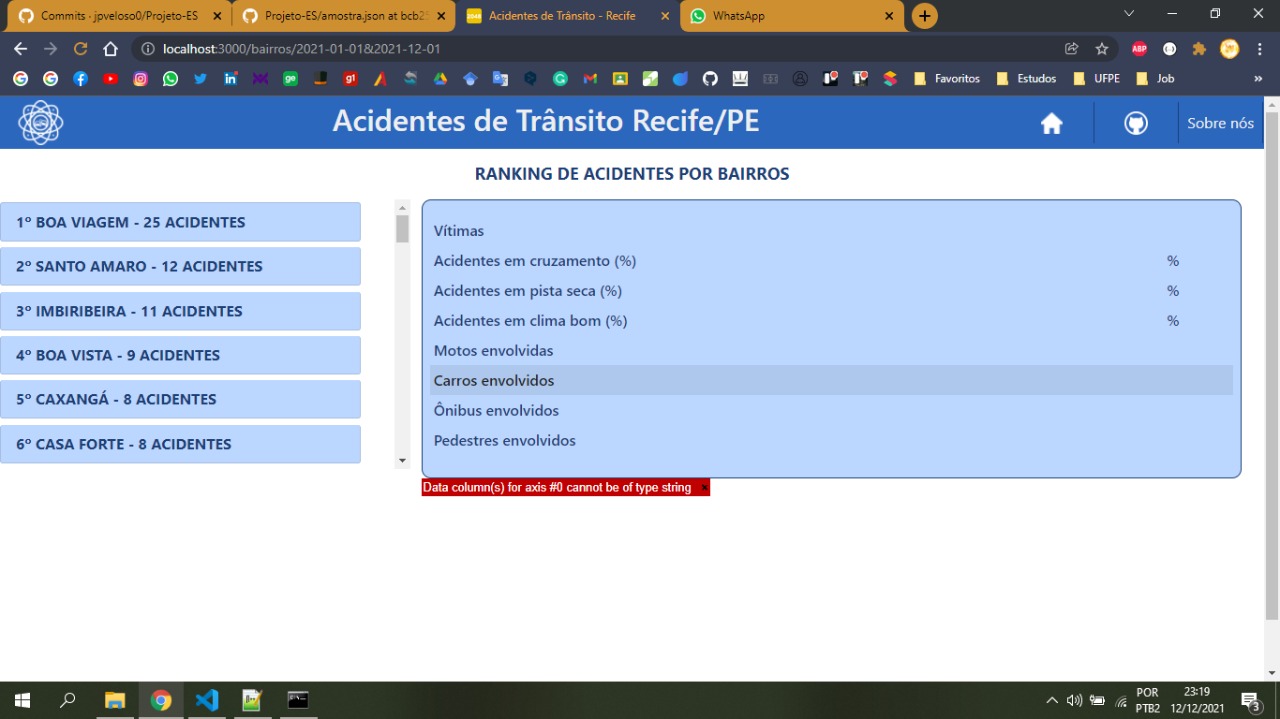 Commits · jpveloso0/Projeto-ES
Projeto-ES/amostra.json at bcb25
Acidentes de Trânsito - Recife
WhatsApp
localhost:3000/bairros/2021-01-01&2021-12-01
ABP
Favoritos
Estudos
UFPE
Job
»
Acidentes de Trânsito Recife/PE
Sobre nós
RANKING DE ACIDENTES POR BAIRROS
1º BOA VIAGEM - 25 ACIDENTES
2º SANTO AMARO - 12 ACIDENTES
3º IMBIRIBEIRA - 11 ACIDENTES
4º BOA VISTA - 9 ACIDENTES
5º CAXANGÁ - 8 ACIDENTES
6º CASA FORTE - 8 ACIDENTES
Vítimas
Acidentes em cruzamento (%) %
Acidentes em pista seca (%) %
Acidentes em clima bom (%) %
Motos envolvidas
Carros envolvidos
Ônibus envolvidos
Pedestres envolvidos
Data column(s) for axis #0 cannot be of type string ×
POR
PTB2
23:19
12/12/2021
3